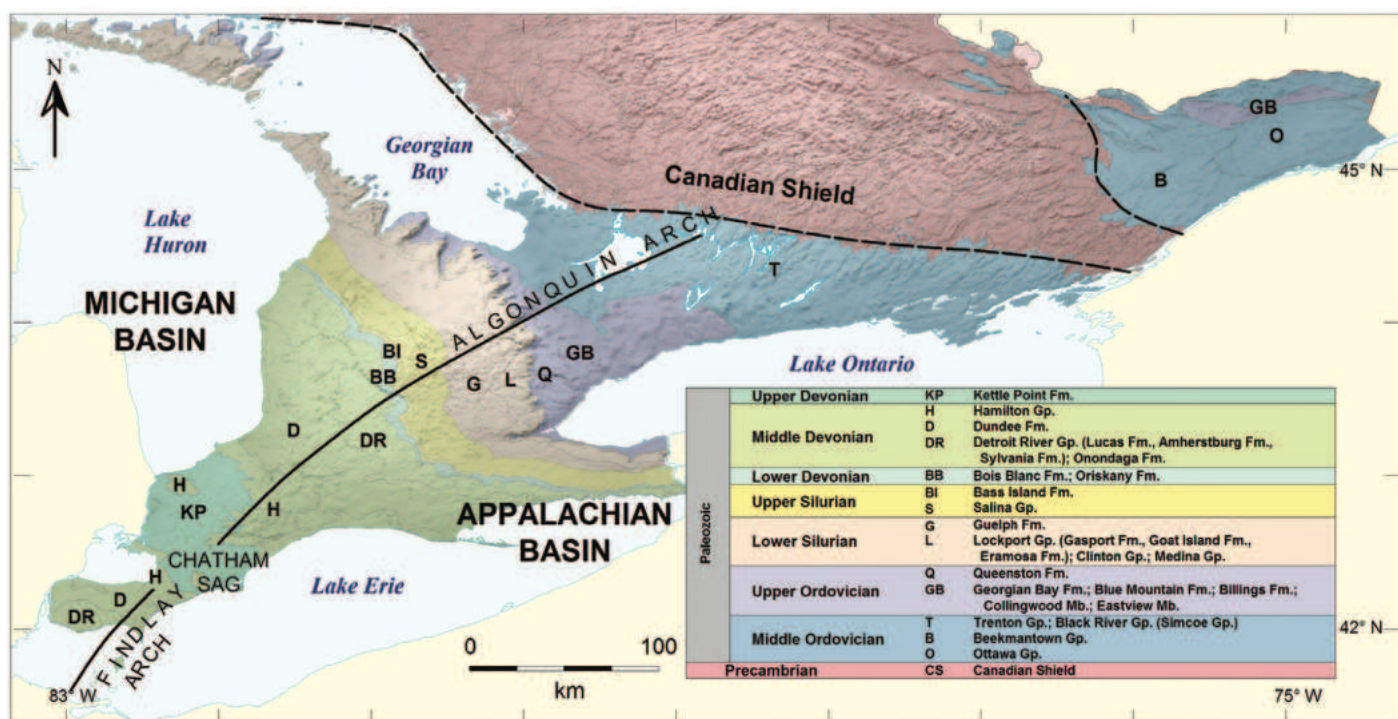 N
Georgian
Bay
Canadian Shield
GB
O
B
45° N
Lake
Huron
ALGONQUIN ARCH
T
MICHIGAN
BASIN
BI
S
BB
GB
G
L
Q
Lake Ontario
D
DR
H
KP
H
APPALACHIAN
BASIN
CHATHAM
SAG
H
D
DR
Lake Erie
FINDLAY
ARCH
0
100
km
83° W
42° N
75° W
Paleozoic
Upper Devonian KP Kettle Point Fm.
Middle Devonian H Hamilton Gp.
D Dundee Fm.
DR Detroit River Gp. (Lucas Fm., Amherstburg Fm.,
Sylvania Fm.); Onondaga Fm.
Lower Devonian BB Bois Blanc Fm.; Oriskany Fm.
Upper Silurian BI Bass Island Fm.
S Salina Gp.
Lower Silurian G Guelph Fm.
L Lockport Gp. (Gasport Fm., Goat Island Fm.,
Eramosa Fm.); Clinton Gp.; Medina Gp.
Upper Ordovician Q Queenston Fm.
GB Georgian Bay Fm.; Blue Mountain Fm.; Billings Fm.;
Collingwood Mb.; Eastview Mb.
Middle Ordovician T Trenton Gp.; Black River Gp. (Simcoe Gp.)
B Beekmantown Gp.
O Ottawa Gp.
Precambrian CS Canadian Shield